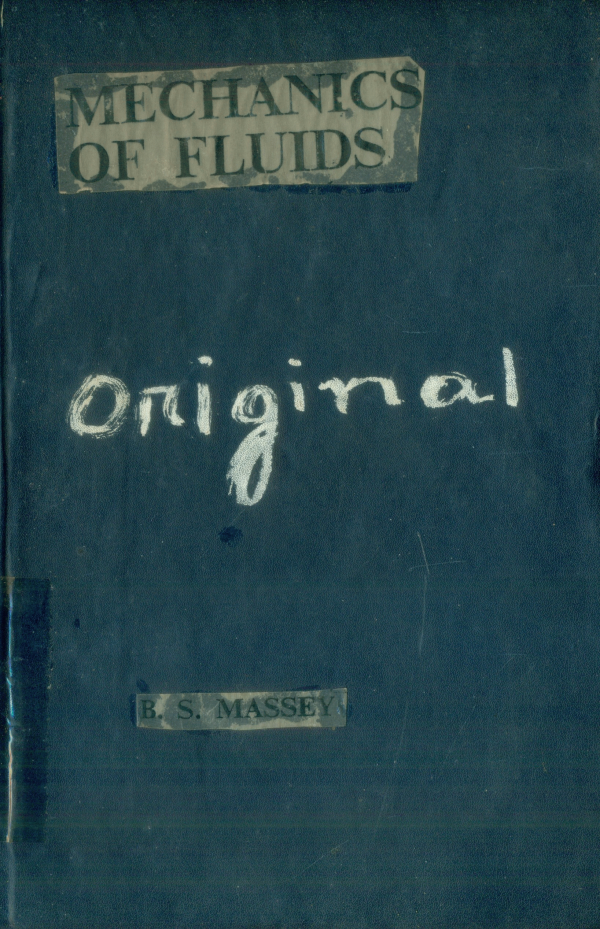 MECHANICS
OF FLUIDS
Original
B. S. MASSEY